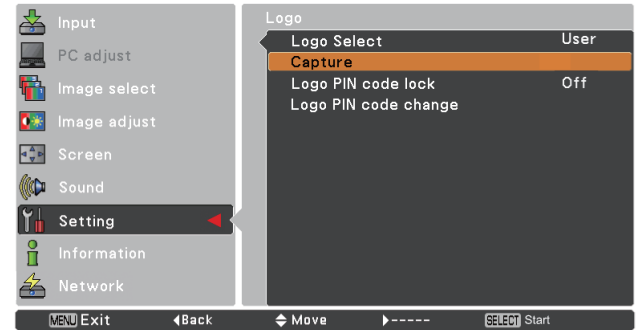 Input
PC adjust
Image select
Image adjust
Screen
Sound
Setting
Information
Network
Logo
Logo Select User
Capture
Logo PIN code lock Off
Logo PIN code change
MENU Exit Back Move ----- SELECT Start